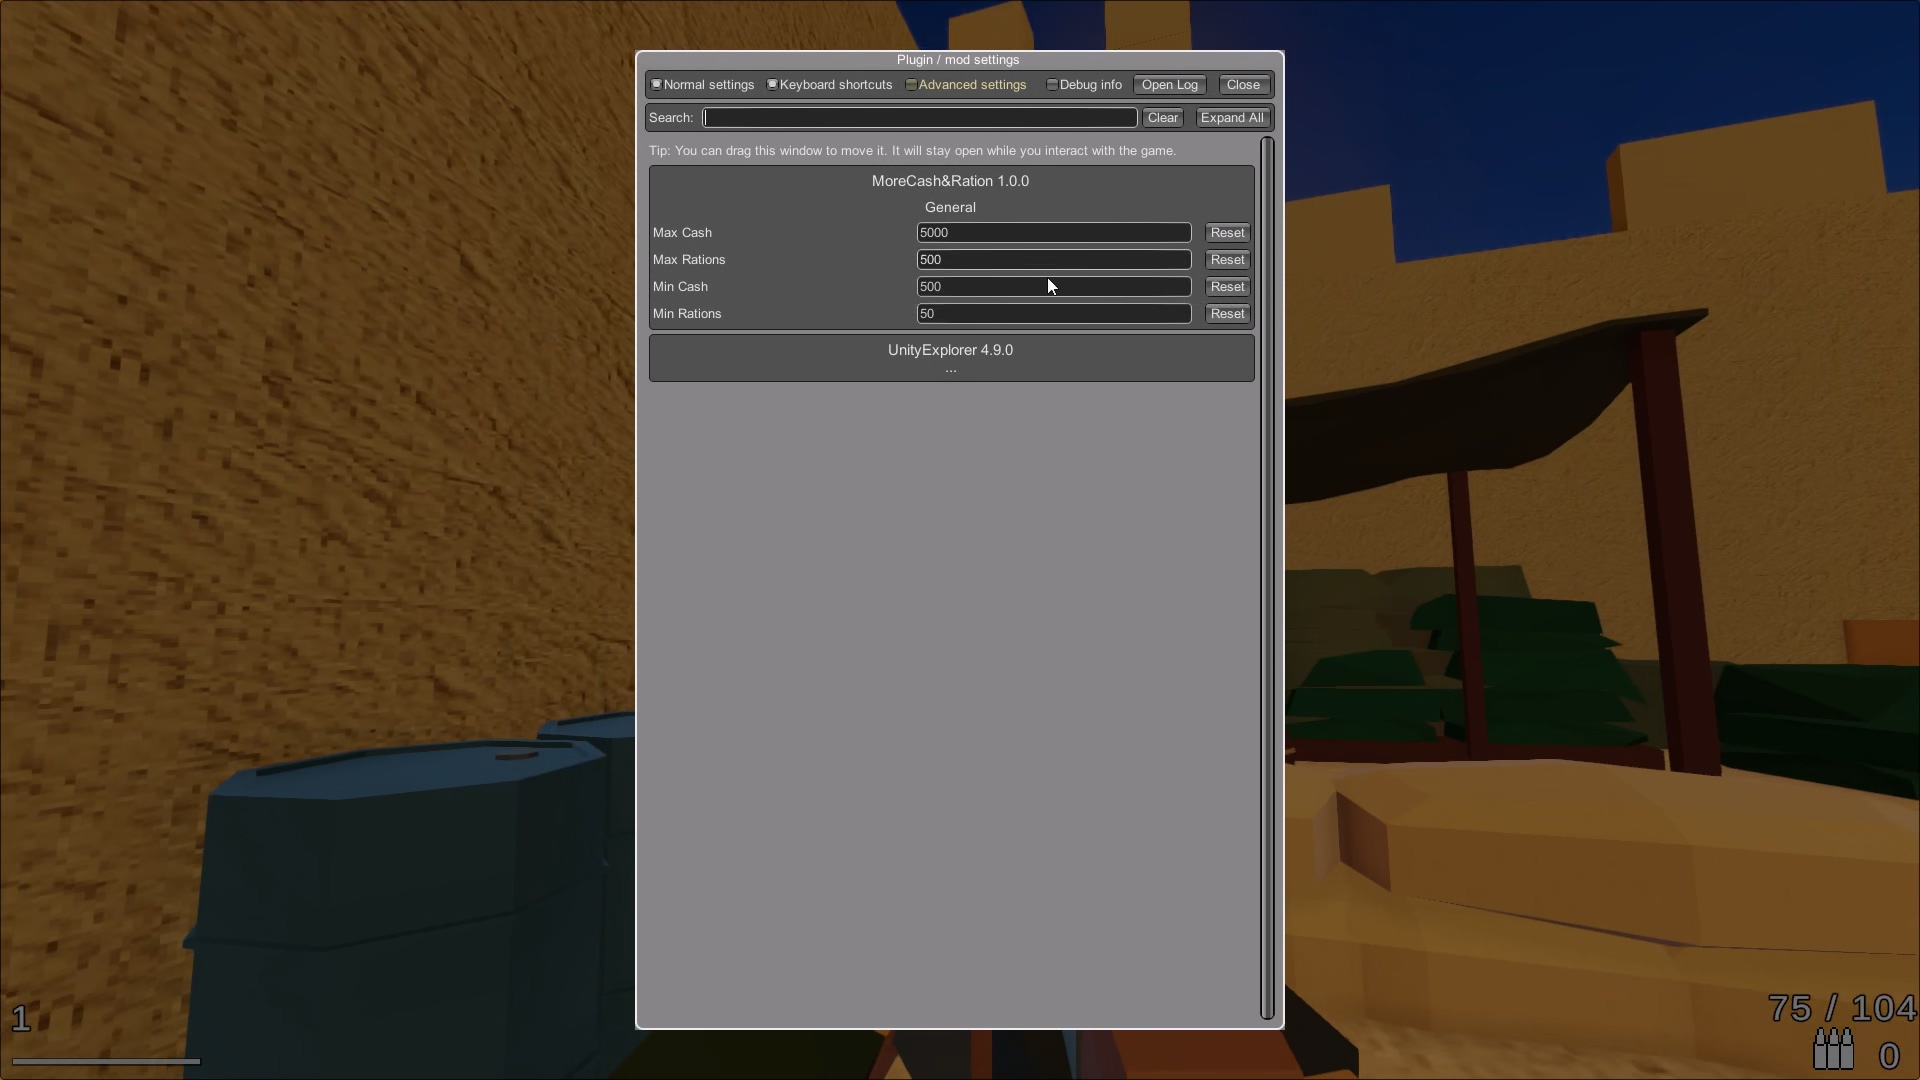 Plugin / mod settings
Normal settings Keyboard shortcuts Advanced settings Debug info Open Log Close
Search: Clear Expand All
Tip: You can drag this window to move it. It will stay open while you interact with the game.
MoreCash&Ration 1.0.0
General
Max Cash 5000 Reset
Max Rations 500 Reset
Min Cash 500 Reset
Min Rations 50 Reset
UnityExplorer 4.9.0
...
1
75 / 104
0